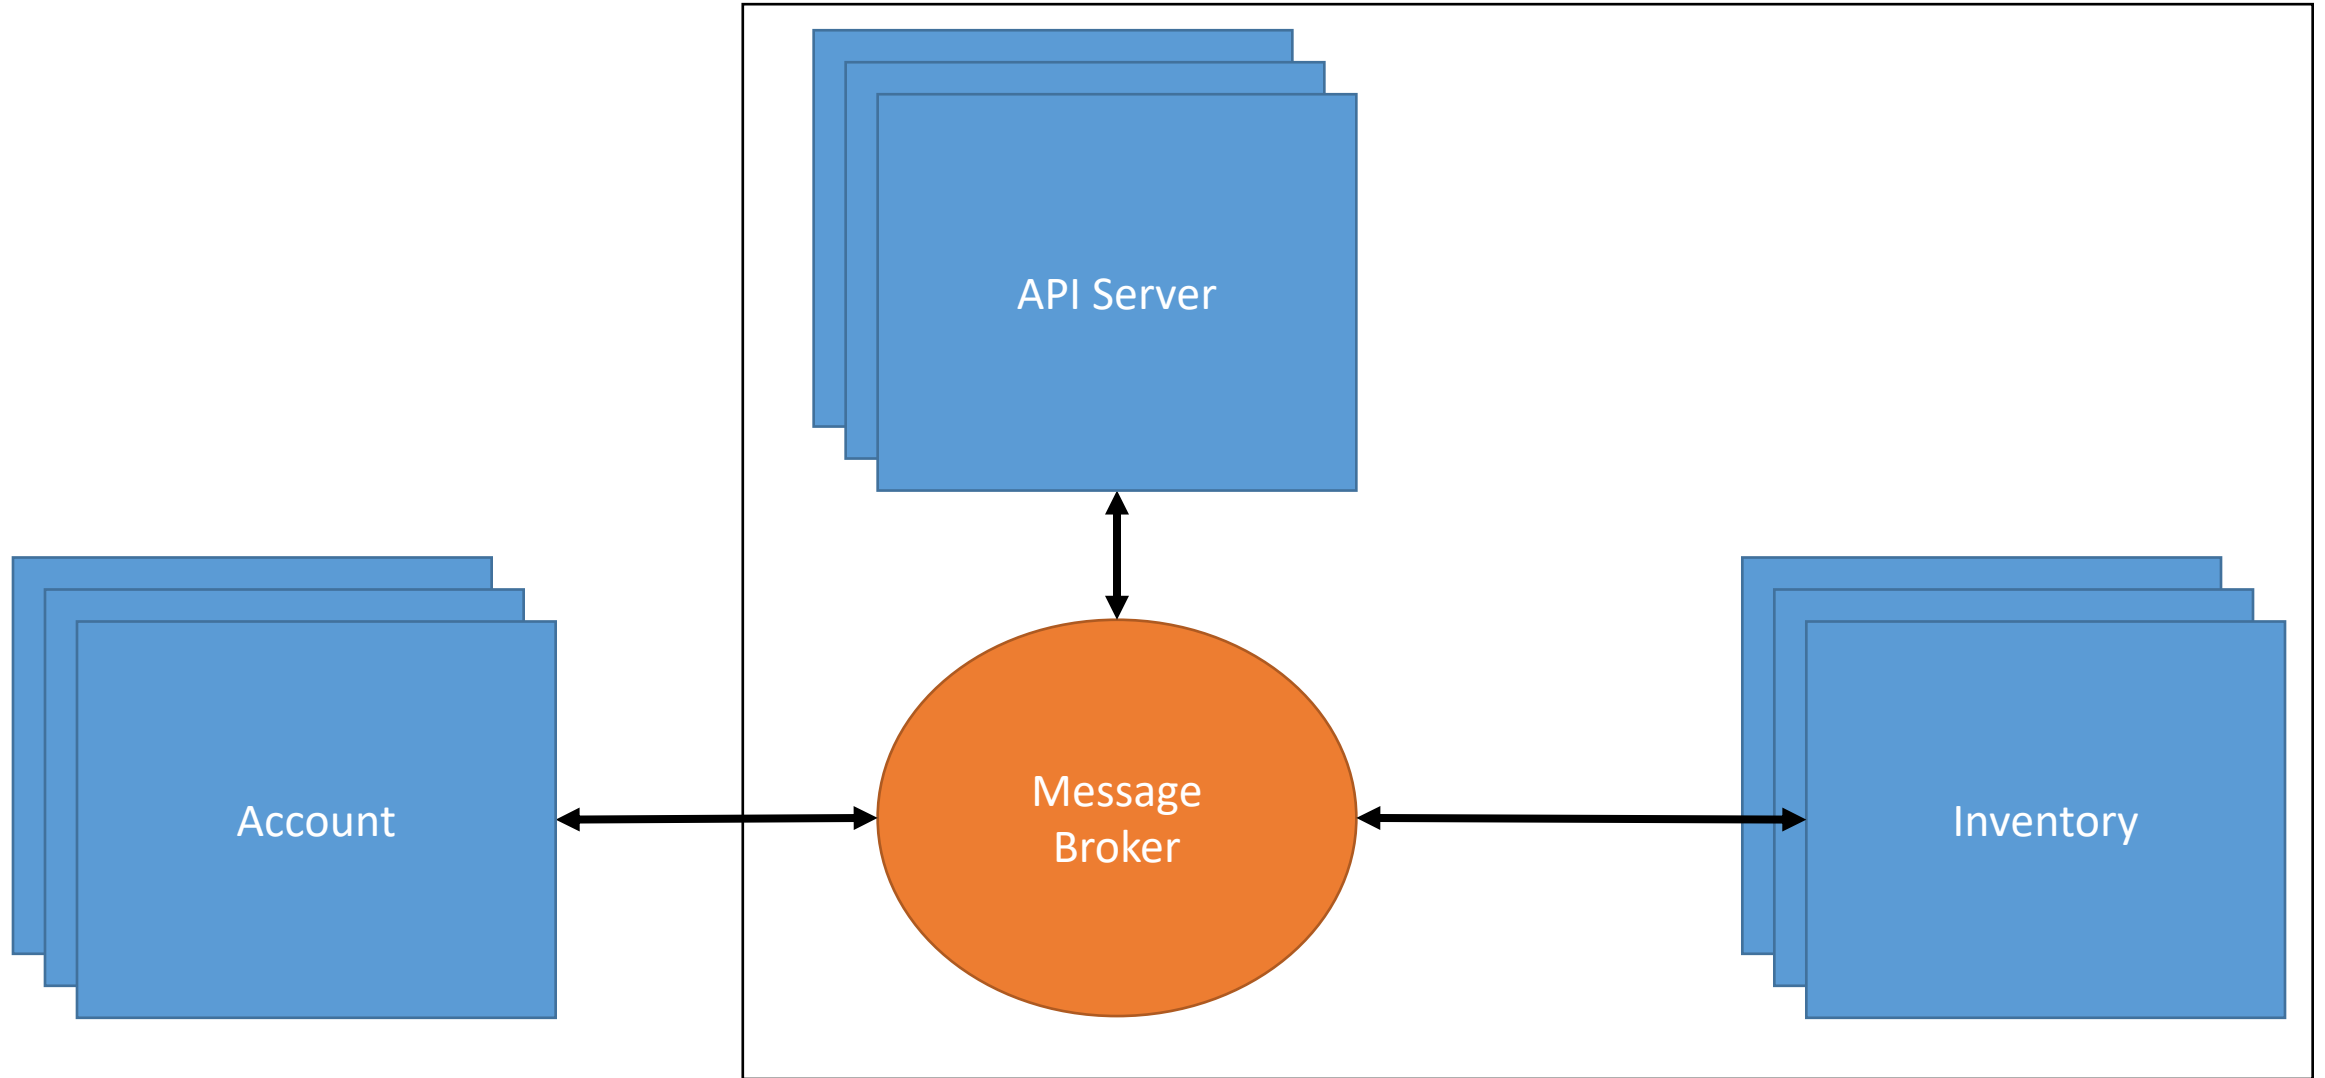 API Server
Account
Message
Broker
Inventory